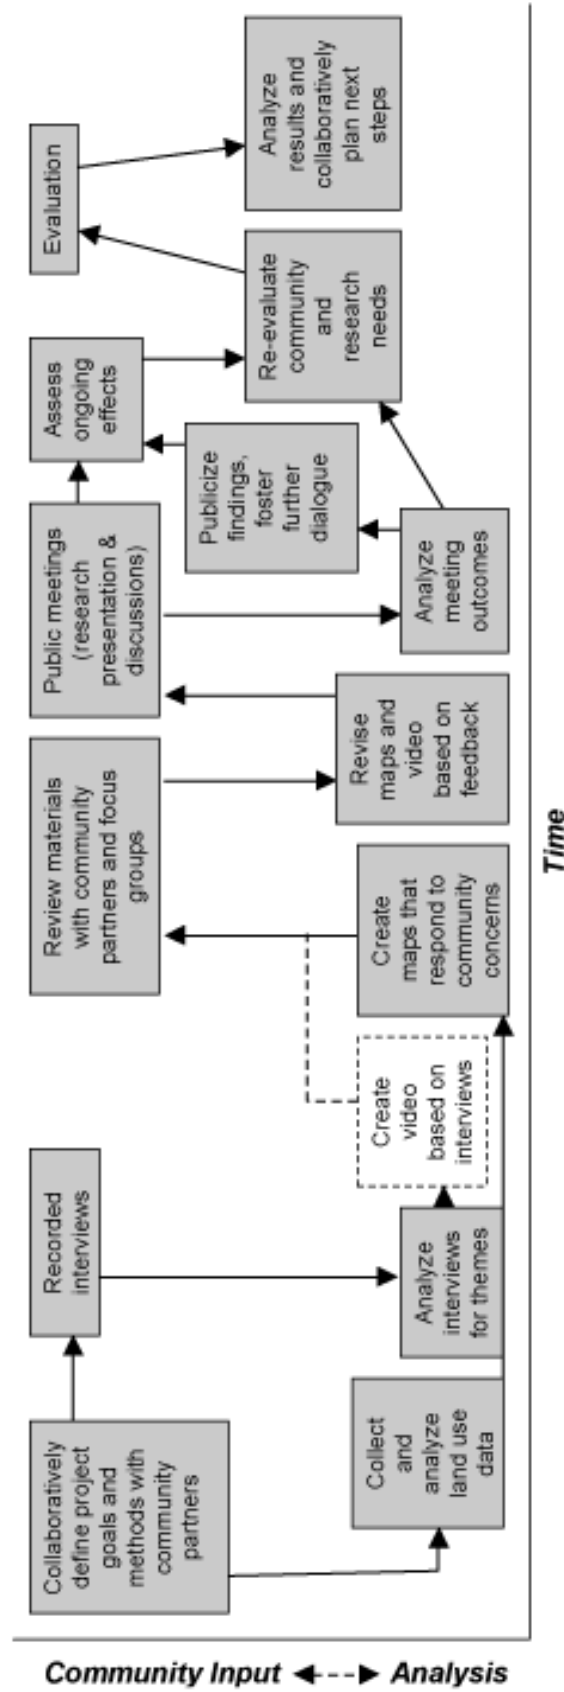 Collaboratively
define project
goals and
methods with
community
partners
Recorded
interviews
Collect
and
analyze
land use
data
Analyze
interviews
for themes
Create
video
based on
interviews
Create
maps that
respond to
community
concerns
Review materials
with community
partners and focus
groups
Revise
maps and
video
based on
feedback
Public meetings
(research
presentation &
discussions)
Analyze
meeting
outcomes
Publicize
findings,
foster
further
dialogue
Assess
ongoing
effects
Re-evaluate
community
and
research
needs
Evaluation
Analyze
results and
collaboratively
plan next
steps
Time
Community Input
Analysis